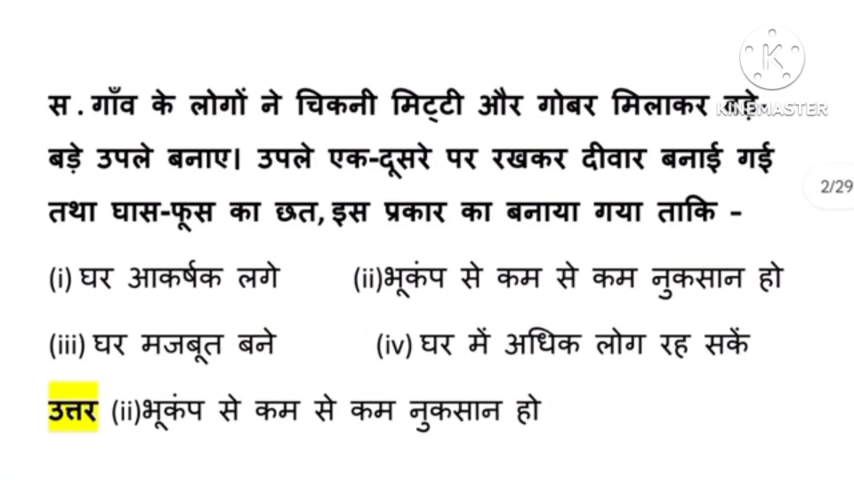 KINEMASTER
स . गाँव के लोगों ने चिकनी मिट्टी और गोबर मिलाकर बड़े-
बड़े उपले बनाए। उपले एक-दूसरे पर रखकर दीवार बनाई गई
2/29
तथा घास-फूस का छत, इस प्रकार का बनाया गया ताकि –
(i) घर आकर्षक लगे (ii)भूकंप से कम से कम नुकसान हो
(iii) घर मजबूत बने (iv) घर में अधिक लोग रह सकें
उत्तर (ii)भूकंप से कम से कम नुकसान हो